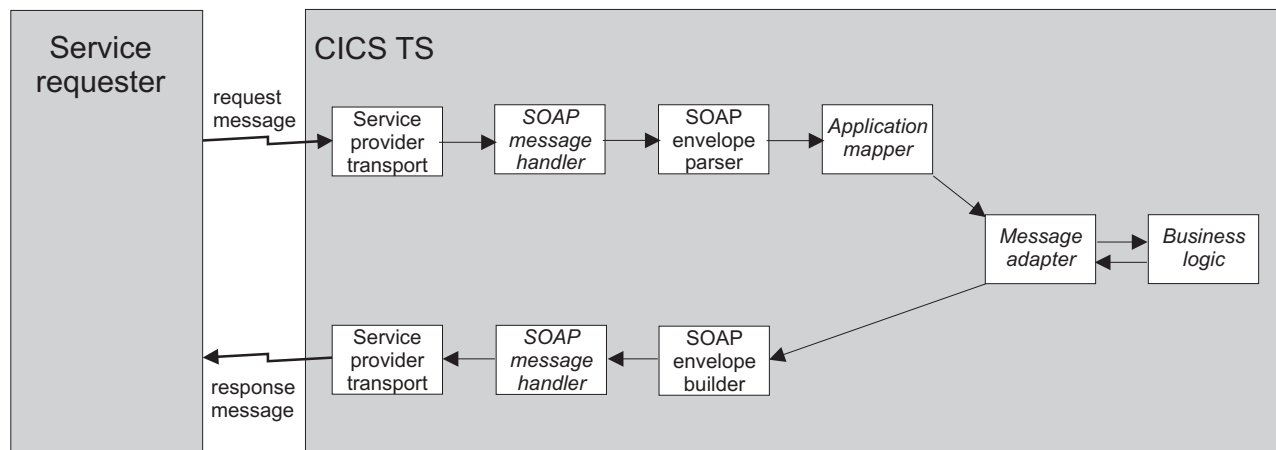 Service
requester
CICS TS
request
message
Service
provider
transport
SOAP
message
handler
SOAP
envelope
parser
Application
mapper
Message
adapter
Business
logic
Service
provider
transport
SOAP
message
handler
SOAP
envelope
builder
response
message